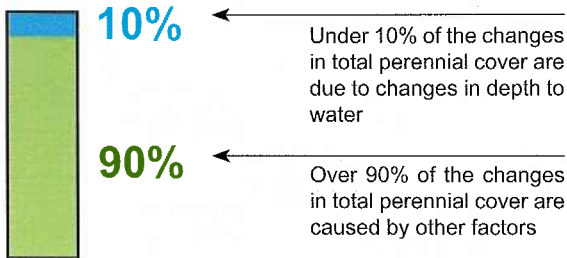 10%
Under 10% of the changes
in total perennial cover are
due to changes in depth to
water
90%
Over 90% of the changes
in total perennial cover are
caused by other factors